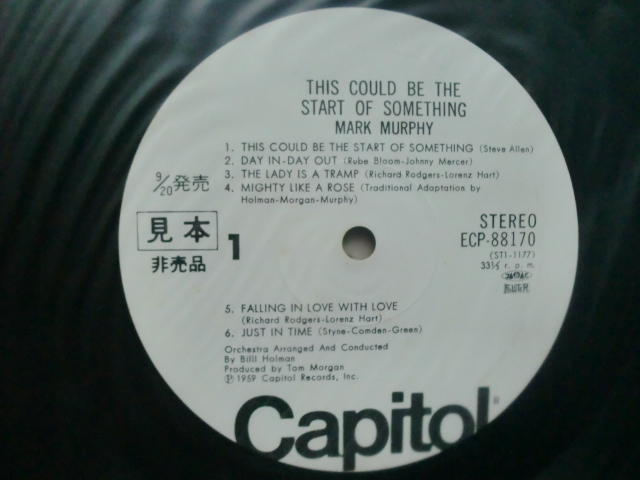 THIS COULD BE THE
START OF SOMETHING
MARK MURPHY
1. THIS COULD BE THE START OF SOMETHING (Steve Allen)
2. DAY IN-DAY OUT (Rube Bloom-Johnny Mercer)
3. THE LADY IS A TRAMP (Richard Rodgers-Lorenz Hart)
4. MIGHTY LIKE A ROSE (Traditional Adaptation by
Holman-Morgan-Murphy)
9/20発売
見本
非売品
1
STEREO
ECP-88170
(ST1-1177)
33⅓ r. p. m.
5. FALLING IN LOVE WITH LOVE
(Richard Rodgers-Lorenz Hart)
6. JUST IN TIME (Styne-Comden-Green)
Orchestra Arranged And Conducted
By Billl Holman
Produced by Tom Morgan
Ⓟ 1959 Capitol Records, Inc.
Capitol®